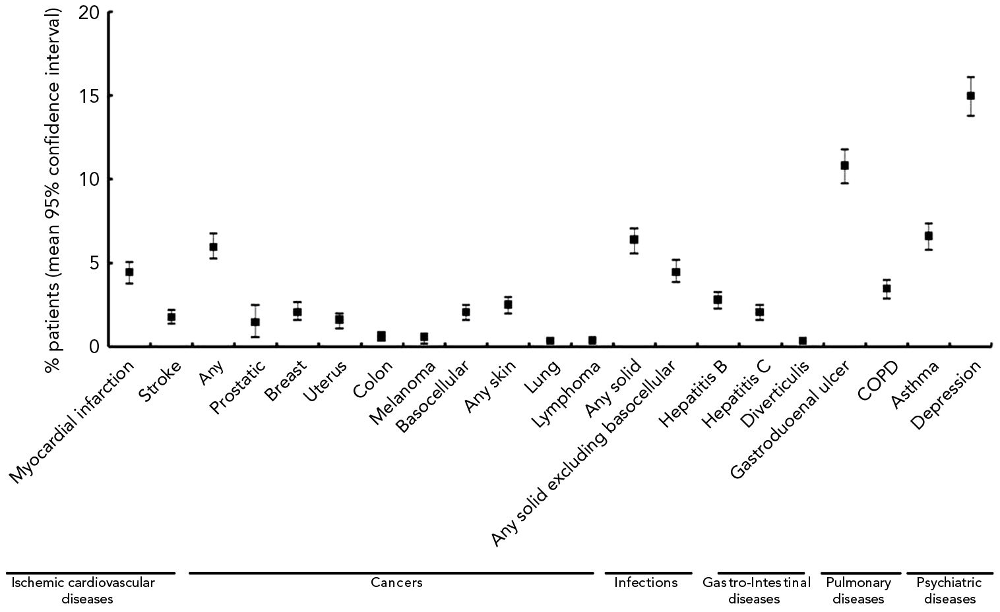 % patients (mean 95% confidence interval)
20
15
10
5
0
Myocardial infarction
Stroke
Any
Prostatic
Breast
Uterus
Colon
Melanoma
Basocellular
Any skin
Lung
Lymphoma
Any solid
Any solid excluding basocellular
Hepatitis B
Hepatitis C
Diverticulis
Gastroduoenal ulcer
COPD
Asthma
Depression
Ischemic cardiovascular
diseases
Cancers
Infections
Gastro-Intestinal
diseases
Pulmonary
diseases
Psychiatric
diseases